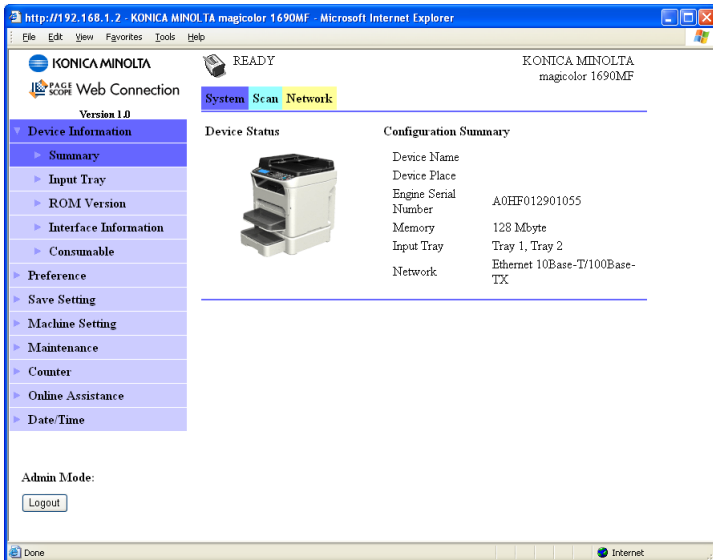 http://192.168.1.2 - KONICA MINOLTA magicolor 1690MF - Microsoft Internet Explorer
File Edit View Favorites Tools Help
KONICA MINOLTA
PAGE SCOPE Web Connection
Version 1.0
READY
KONICA MINOLTA
magicolor 1690MF
System Scan Network
Device Information
Summary
Input Tray
ROM Version
Interface Information
Consumable
Preference
Save Setting
Machine Setting
Maintenance
Counter
Online Assistance
Date/Time
Admin Mode:
Logout
Device Status
Configuration Summary
Device Name
Device Place
Engine Serial
Number
A0HF012901055
Memory 128 Mbyte
Input Tray Tray 1, Tray 2
Network
Ethernet 10Base-T/100Base-
TX
Done
Internet